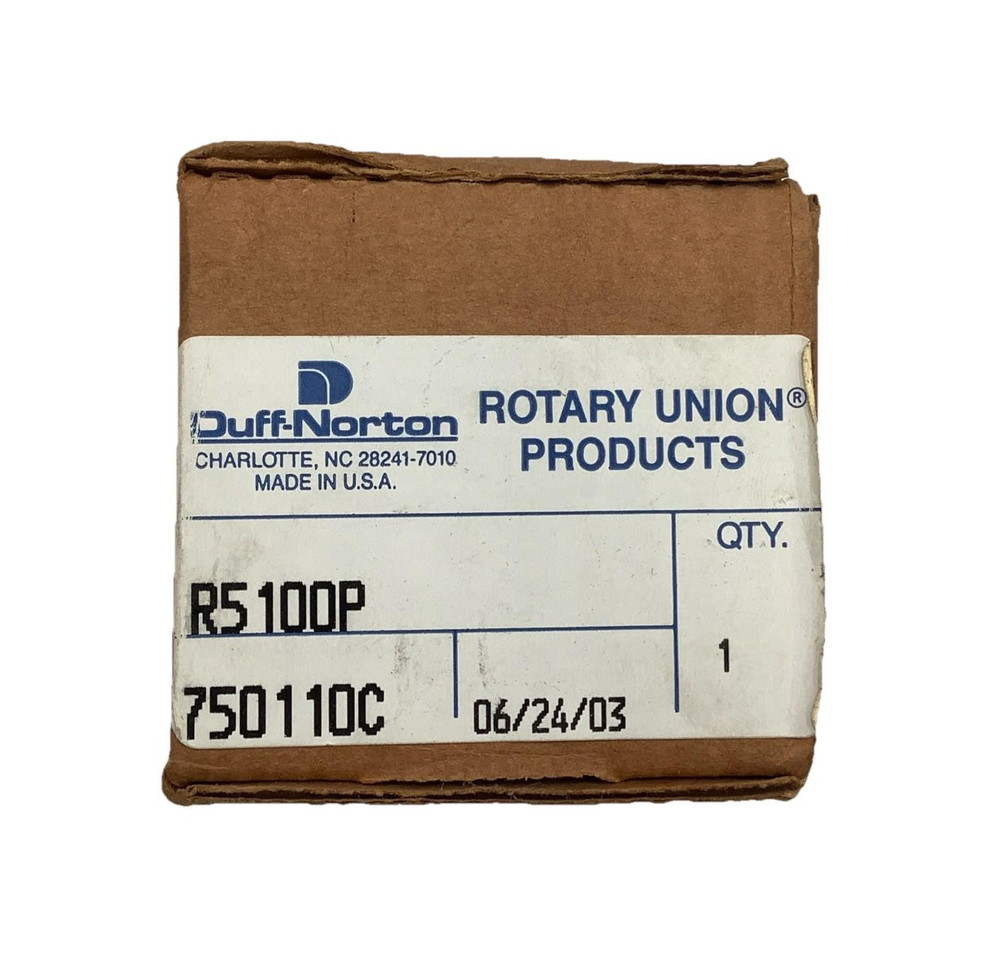 Duff-Norton
CHARLOTTE, NC 28241-7010
MADE IN U.S.A.
ROTARY UNION®
PRODUCTS
QTY.
R5100P
1
750110C
06/24/03